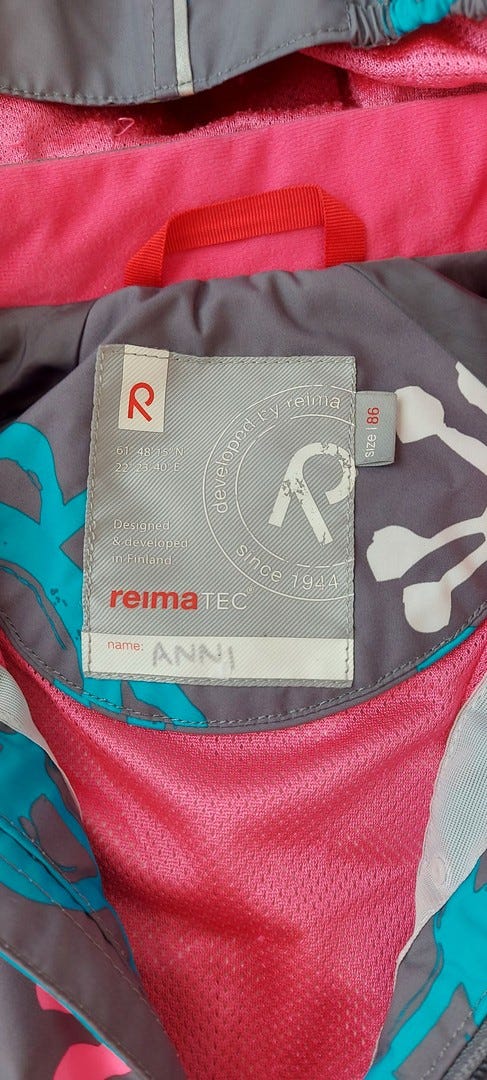 R
61° 48' 15" N
22° 23' 40" E
developed by reima
since 1944
R
size | 86
Designed
& developed
in Finland
reimaTEC®
name: ANNI